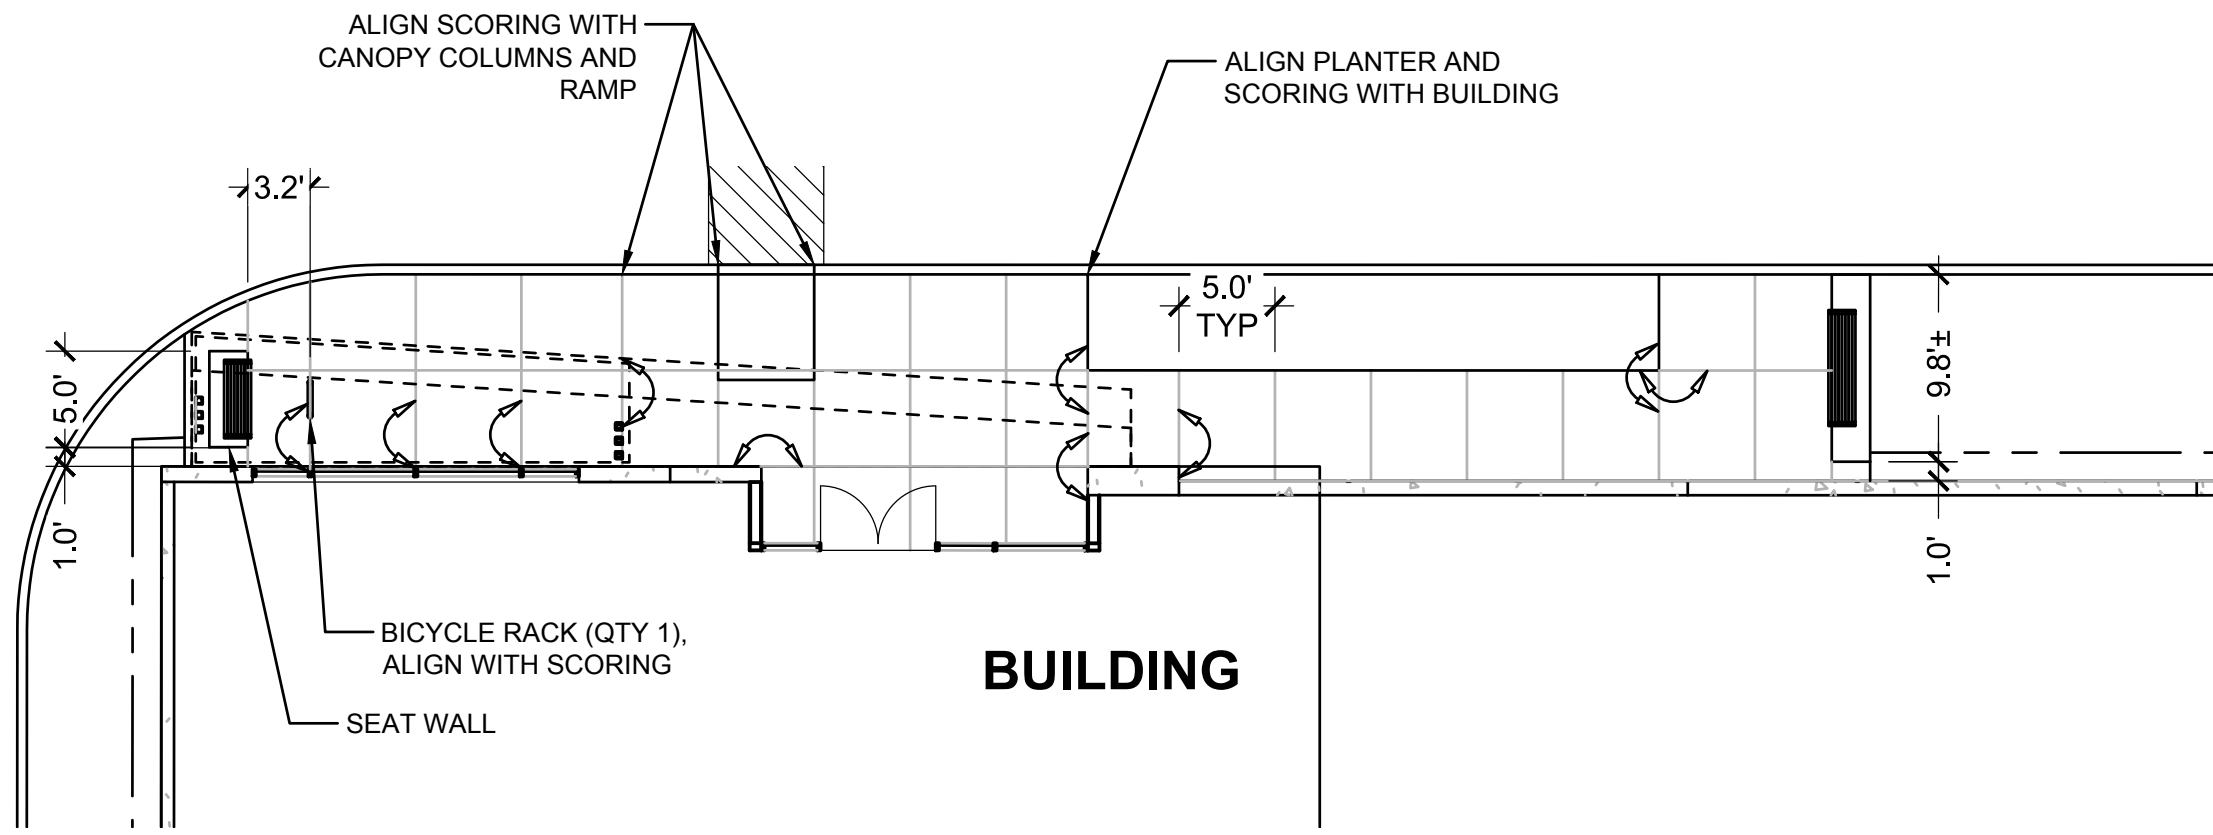 ALIGN SCORING WITH
CANOPY COLUMNS AND
RAMP
ALIGN PLANTER AND
SCORING WITH BUILDING
3.2'
5.0'
TYP
5.0'
1.0'
9.8'±
1.0'
BICYCLE RACK (QTY 1),
ALIGN WITH SCORING
SEAT WALL
BUILDING